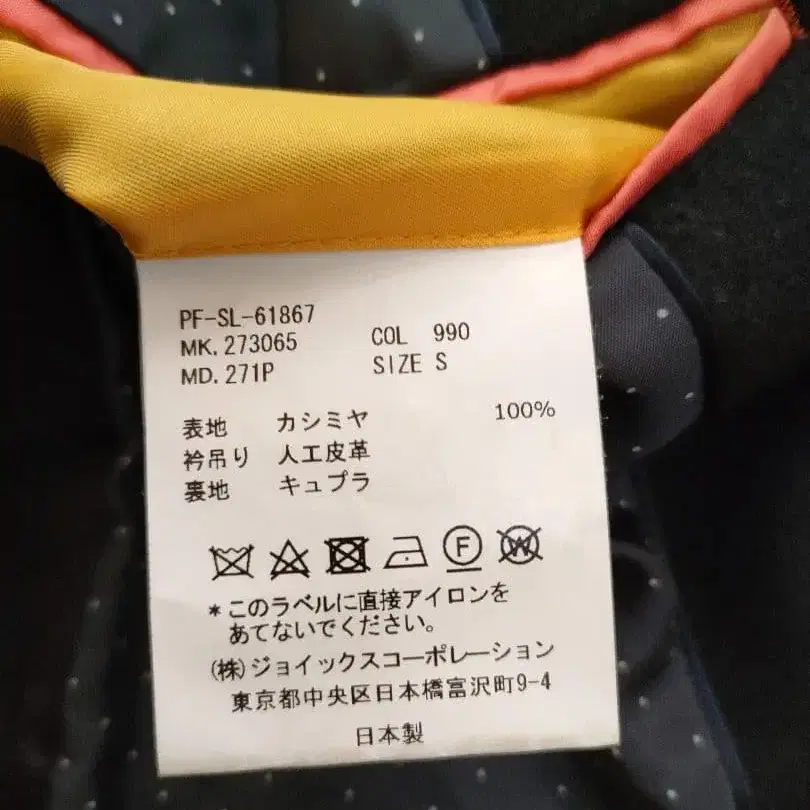 PF-SL-61867
MK. 273065 COL 990
MD. 271P SIZE S
表地 カシミヤ 100%
衿吊り 人工皮革
裏地 キュプラ
F W
*このラベルに直接アイロンを
あてないでください。
(株)ジョイックスコーポレーション
東京都中央区日本橋富沢町9-4
日本製